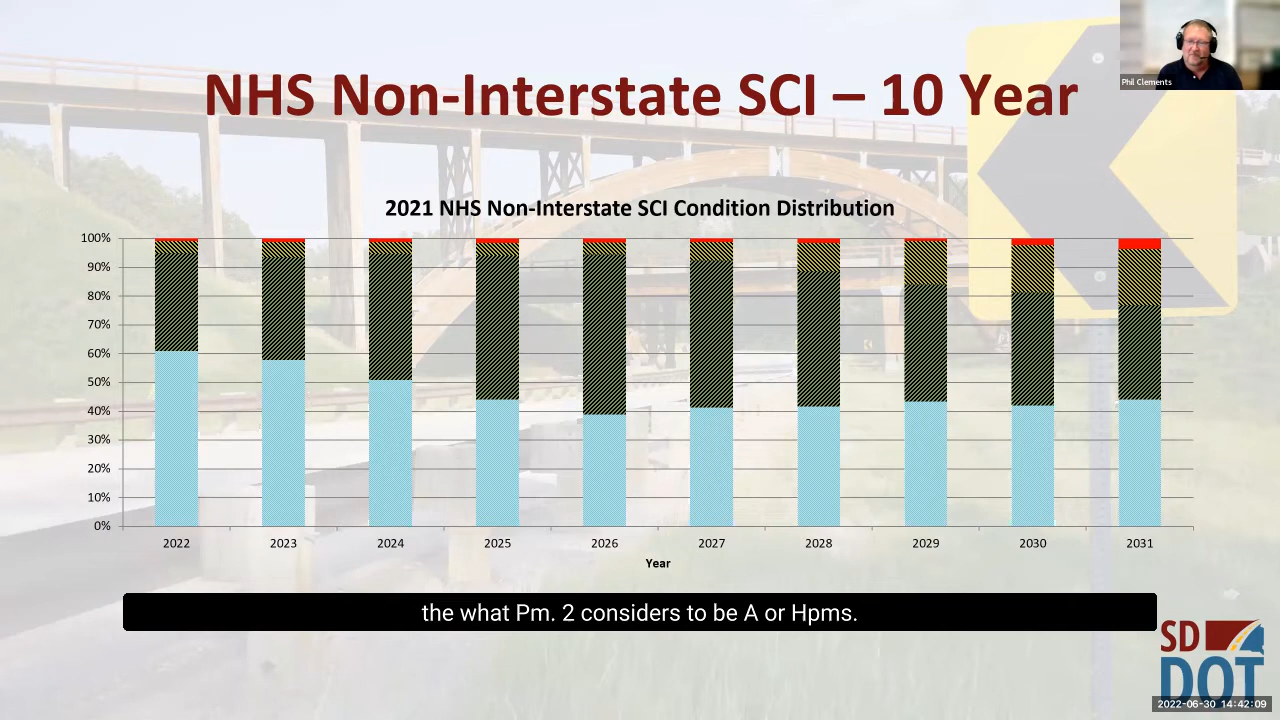 Phil Clements
NHS Non-Interstate SCI – 10 Year
2021 NHS Non-Interstate SCI Condition Distribution
100%
90%
80%
70%
60%
50%
40%
30%
20%
10%
0%
2022 2023 2024 2025 2026 2027 2028 2029 2030 2031
Year
the what Pm. 2 considers to be A or Hpms.
SD
DOT
2022-06-30 14:42:09